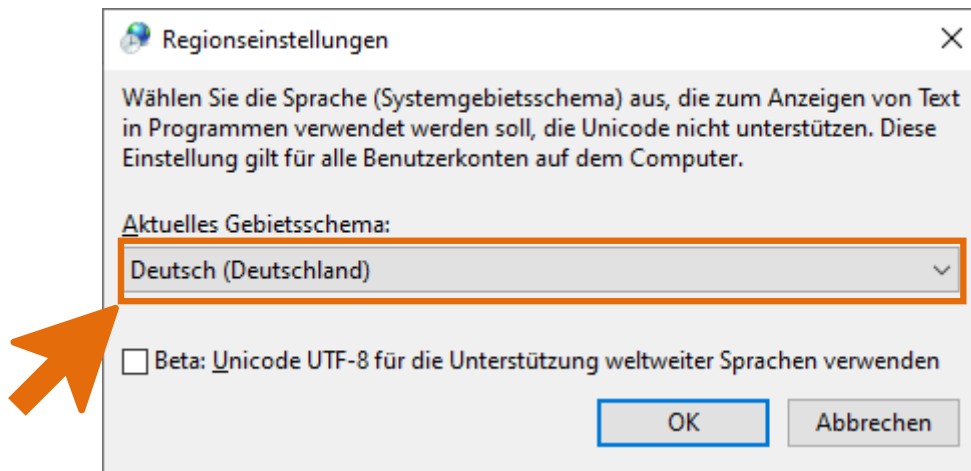 Regionseinstellungen
Wählen Sie die Sprache (Systemgebietsschema) aus, die zum Anzeigen von Text
in Programmen verwendet werden soll, die Unicode nicht unterstützen. Diese
Einstellung gilt für alle Benutzerkonten auf dem Computer.
Aktuelles Gebietsschema:
Deutsch (Deutschland)
Beta: Unicode UTF-8 für die Unterstützung weltweiter Sprachen verwenden
OK Abbrechen